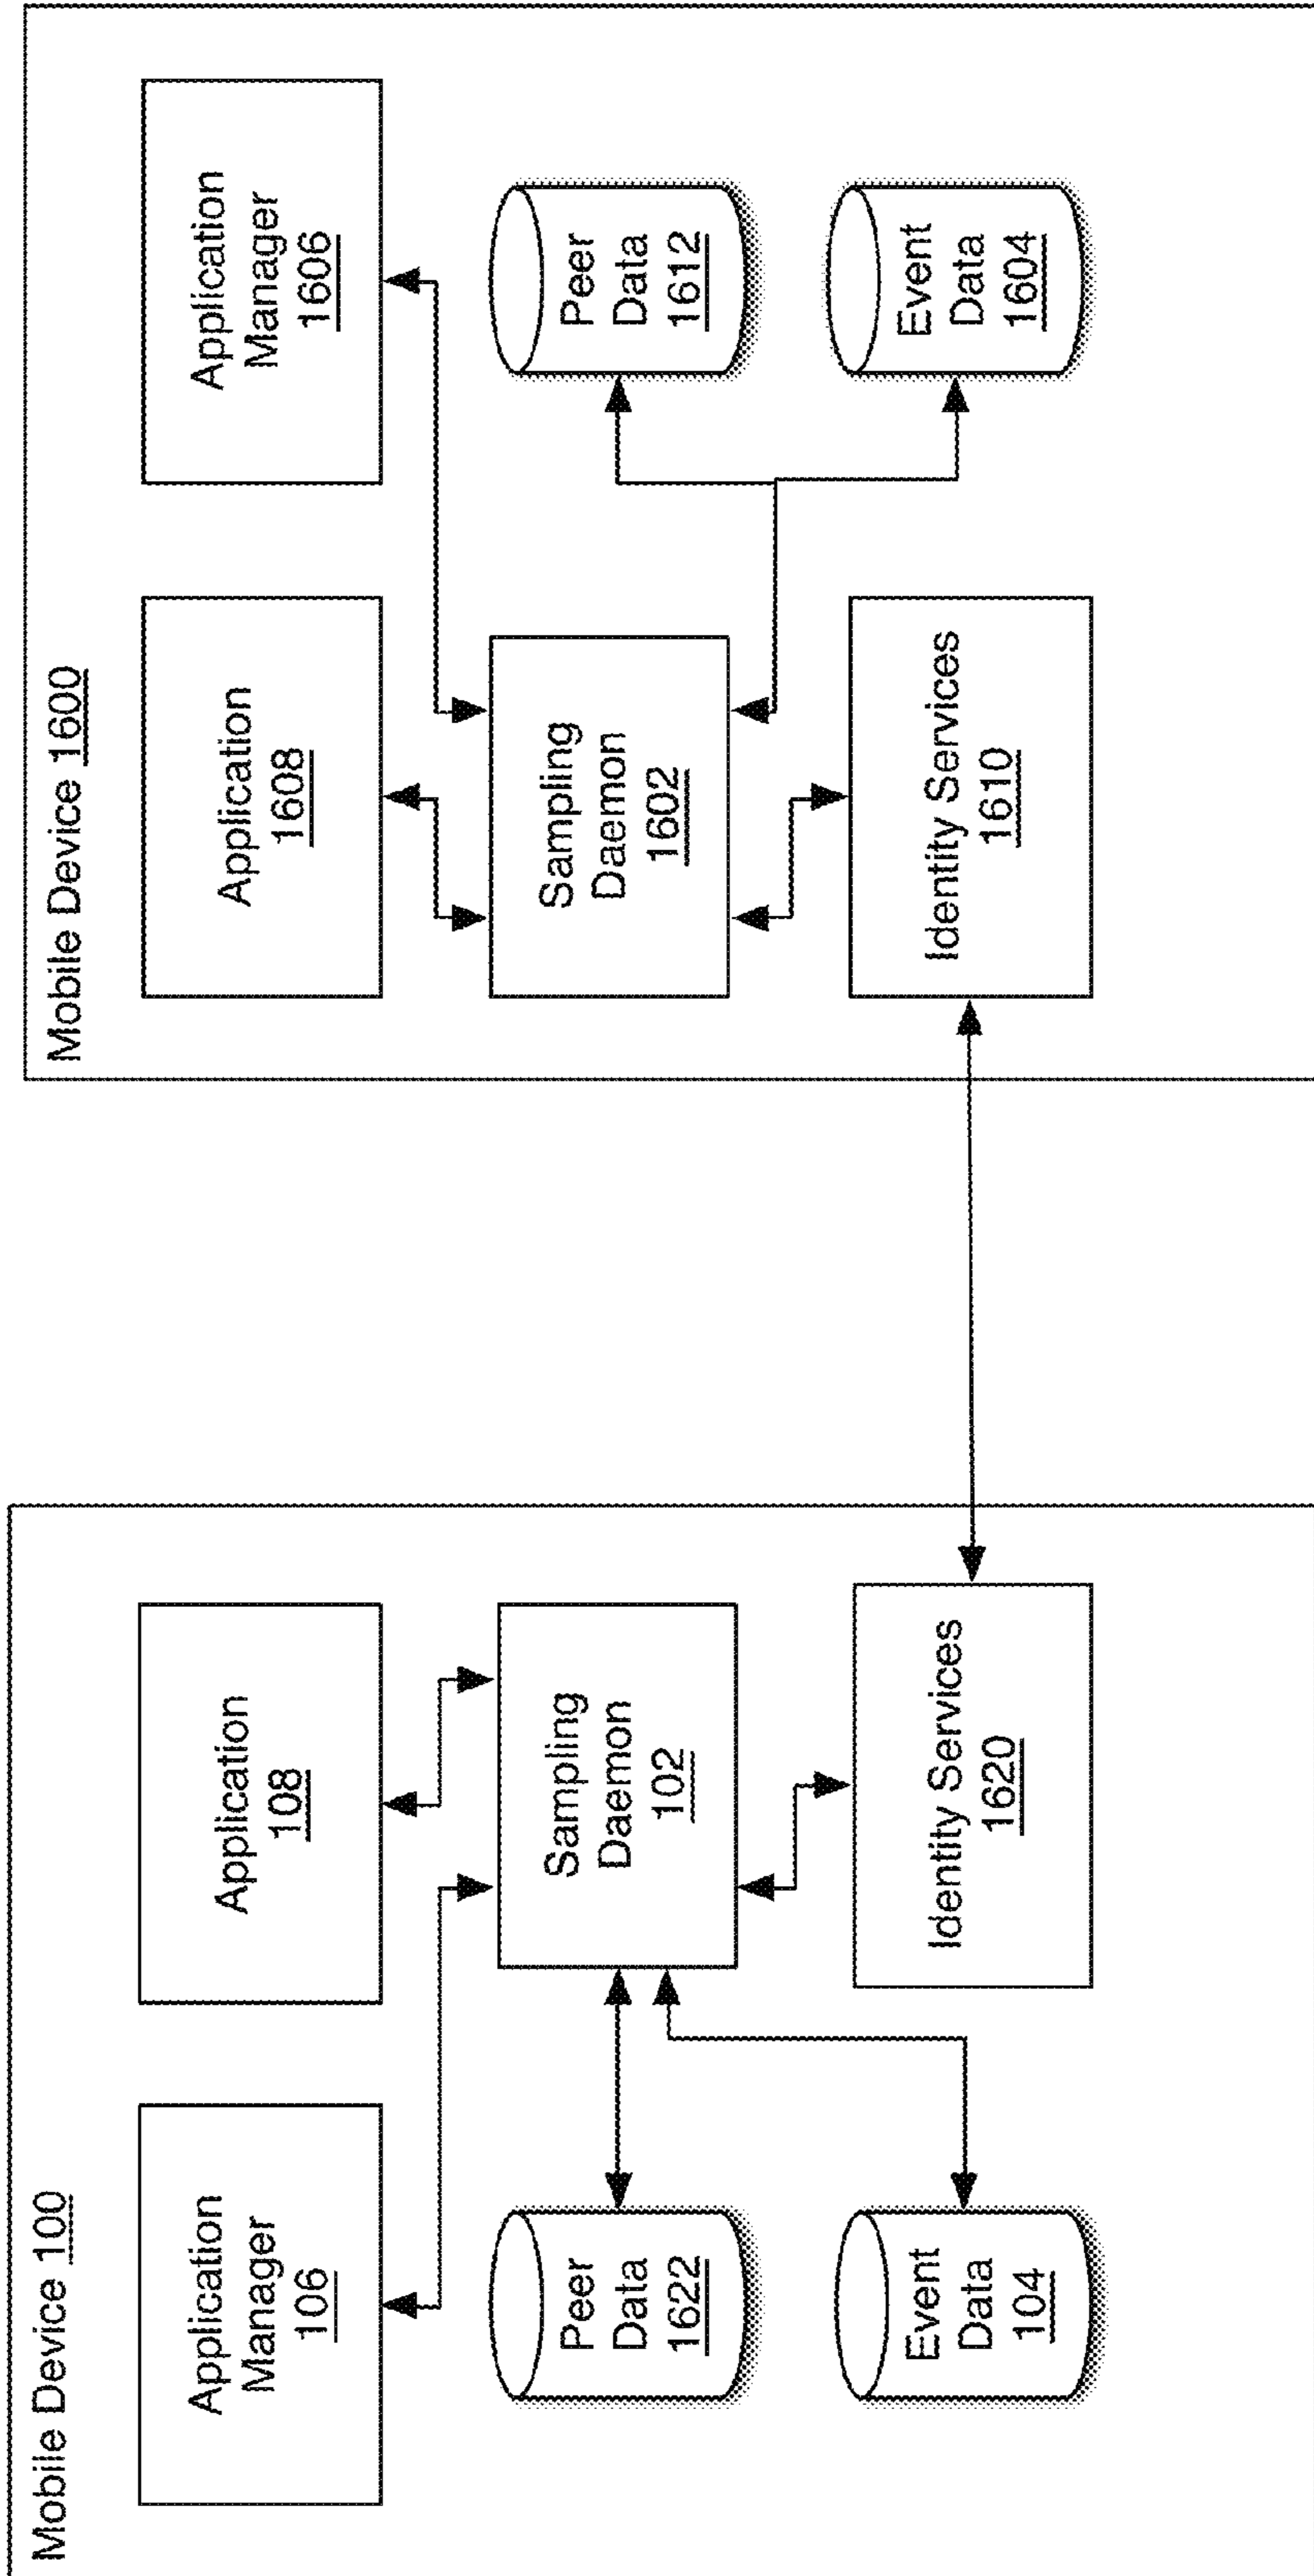 Mobile Device 100
Application
Manager
106
Application
108
Peer
Data
1622
Sampling
Daemon
102
Event
Data
104
Identity Services
1620
Mobile Device 1600
Application
1608
Application
Manager
1606
Sampling
Daemon
1602
Peer
Data
1612
Identity Services
1610
Event
Data
1604